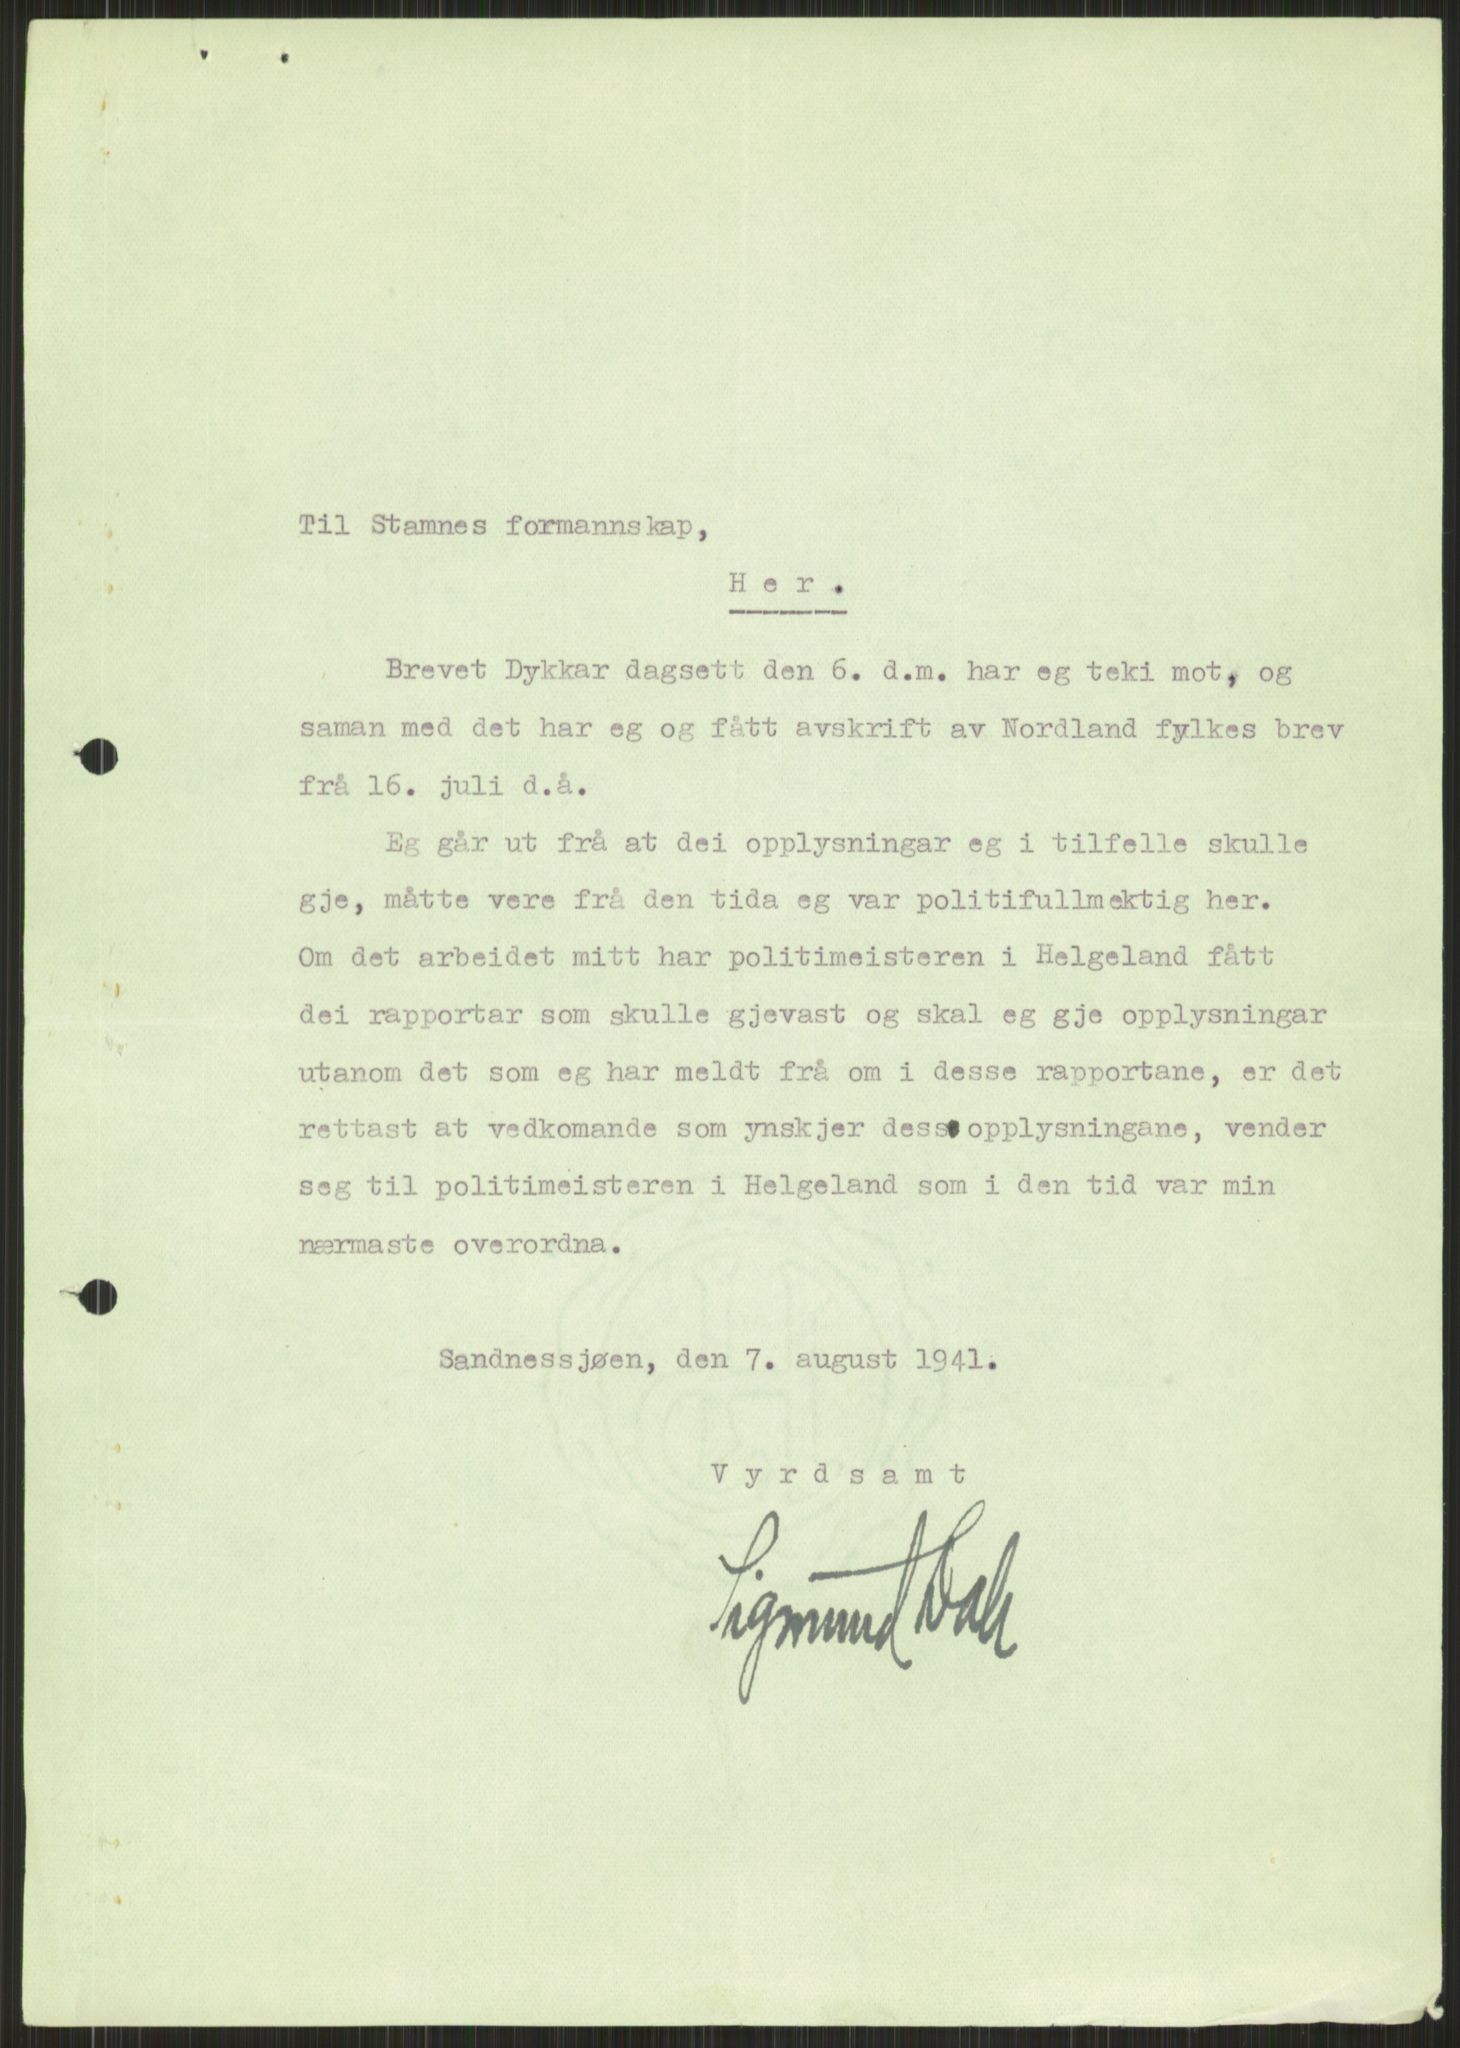 Til Stamnes formannskap,
H e r .
Brevet Dykkar dagsett den 6. d.m. har eg teki mot, og
saman med det har eg og fått avskrift av Nordland fylkes brev
frå 16. juli d.å.
Eg går ut frå at dei opplysningar eg i tilfelle skulle
gje, måtte vere frå den tida eg var politifullmektig her.
Om det arbeidet mitt har politimeisteren i Helgeland fått
dei rapportar som skulle gjevast og skal eg gje opplysningar
utanom det som eg har meldt frå om i desse rapportane, er det
rettast at vedkomande som ynskjer desse opplysningane, vender
seg til politimeisteren i Helgeland som i den tid var min
nærmaste overordna.
Sandnessjøen, den 7. august 1941.
V y r d s a m t
Sigmund Dahl